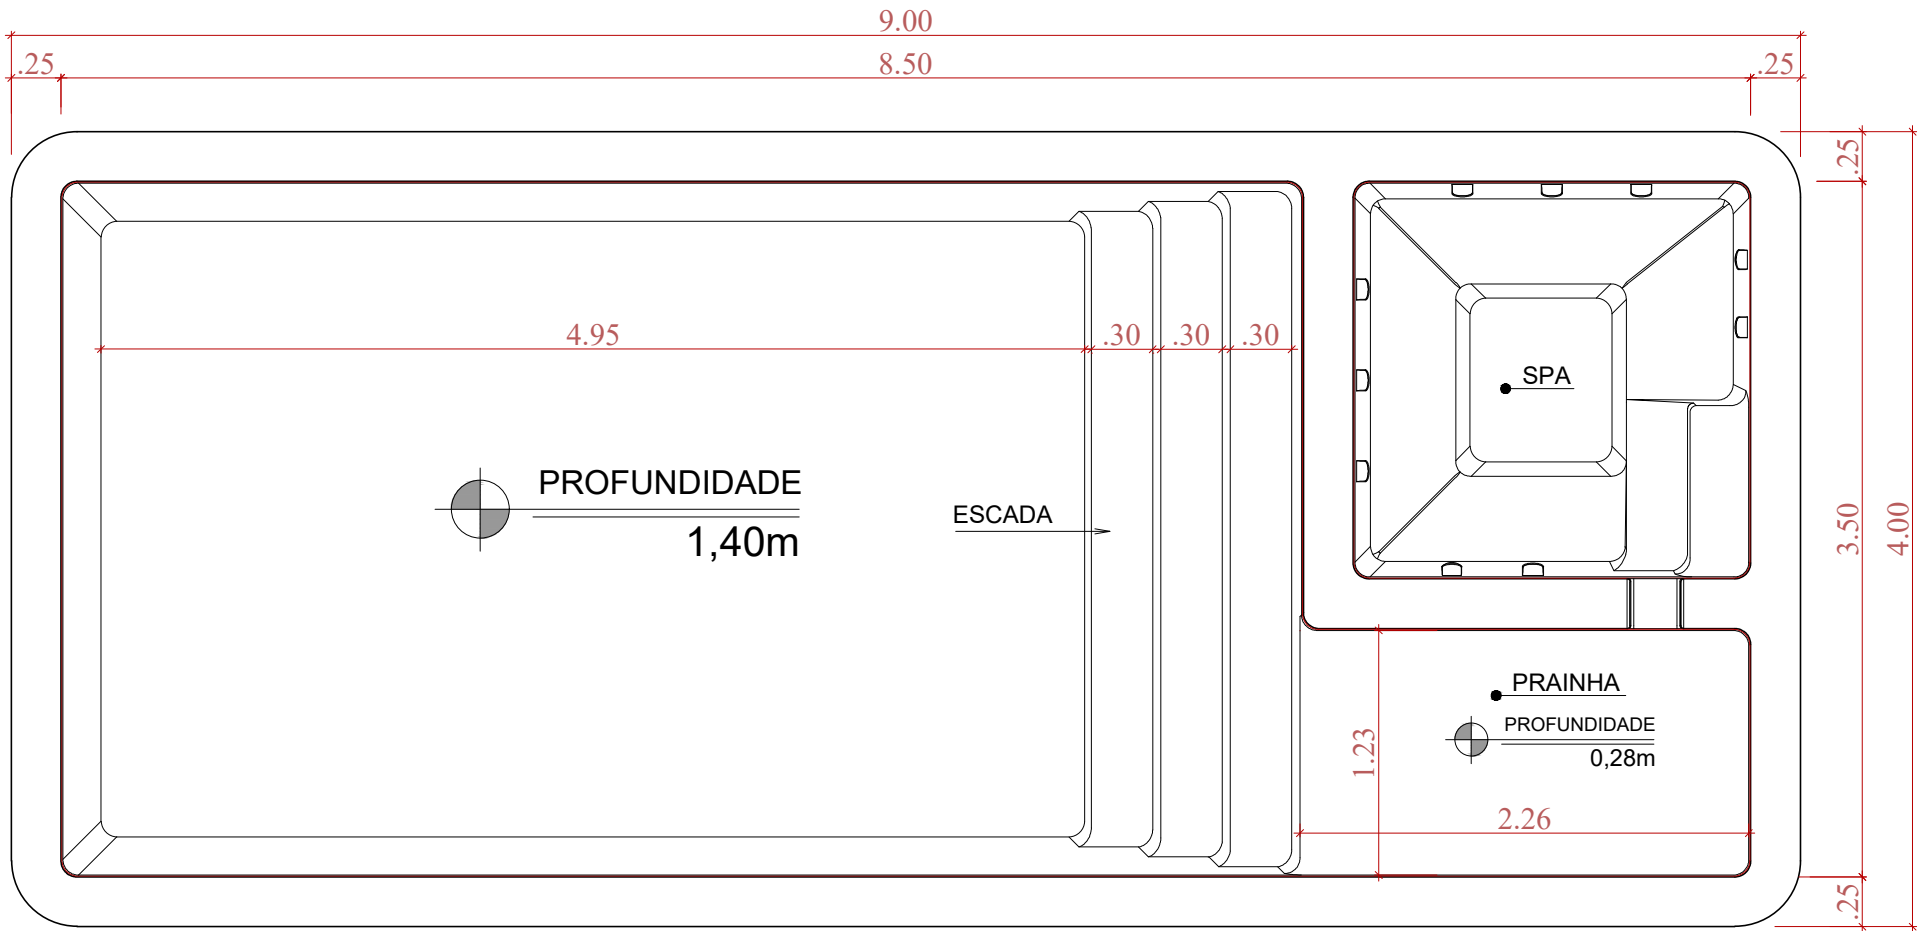 9.00
.25
8.50
.25
.25
4.95
.30
.30
.30
SPA
PROFUNDIDADE
1,40m
ESCADA
3.50
4.00
PRAINHA
PROFUNDIDADE
0,28m
1.23
2.26
.25